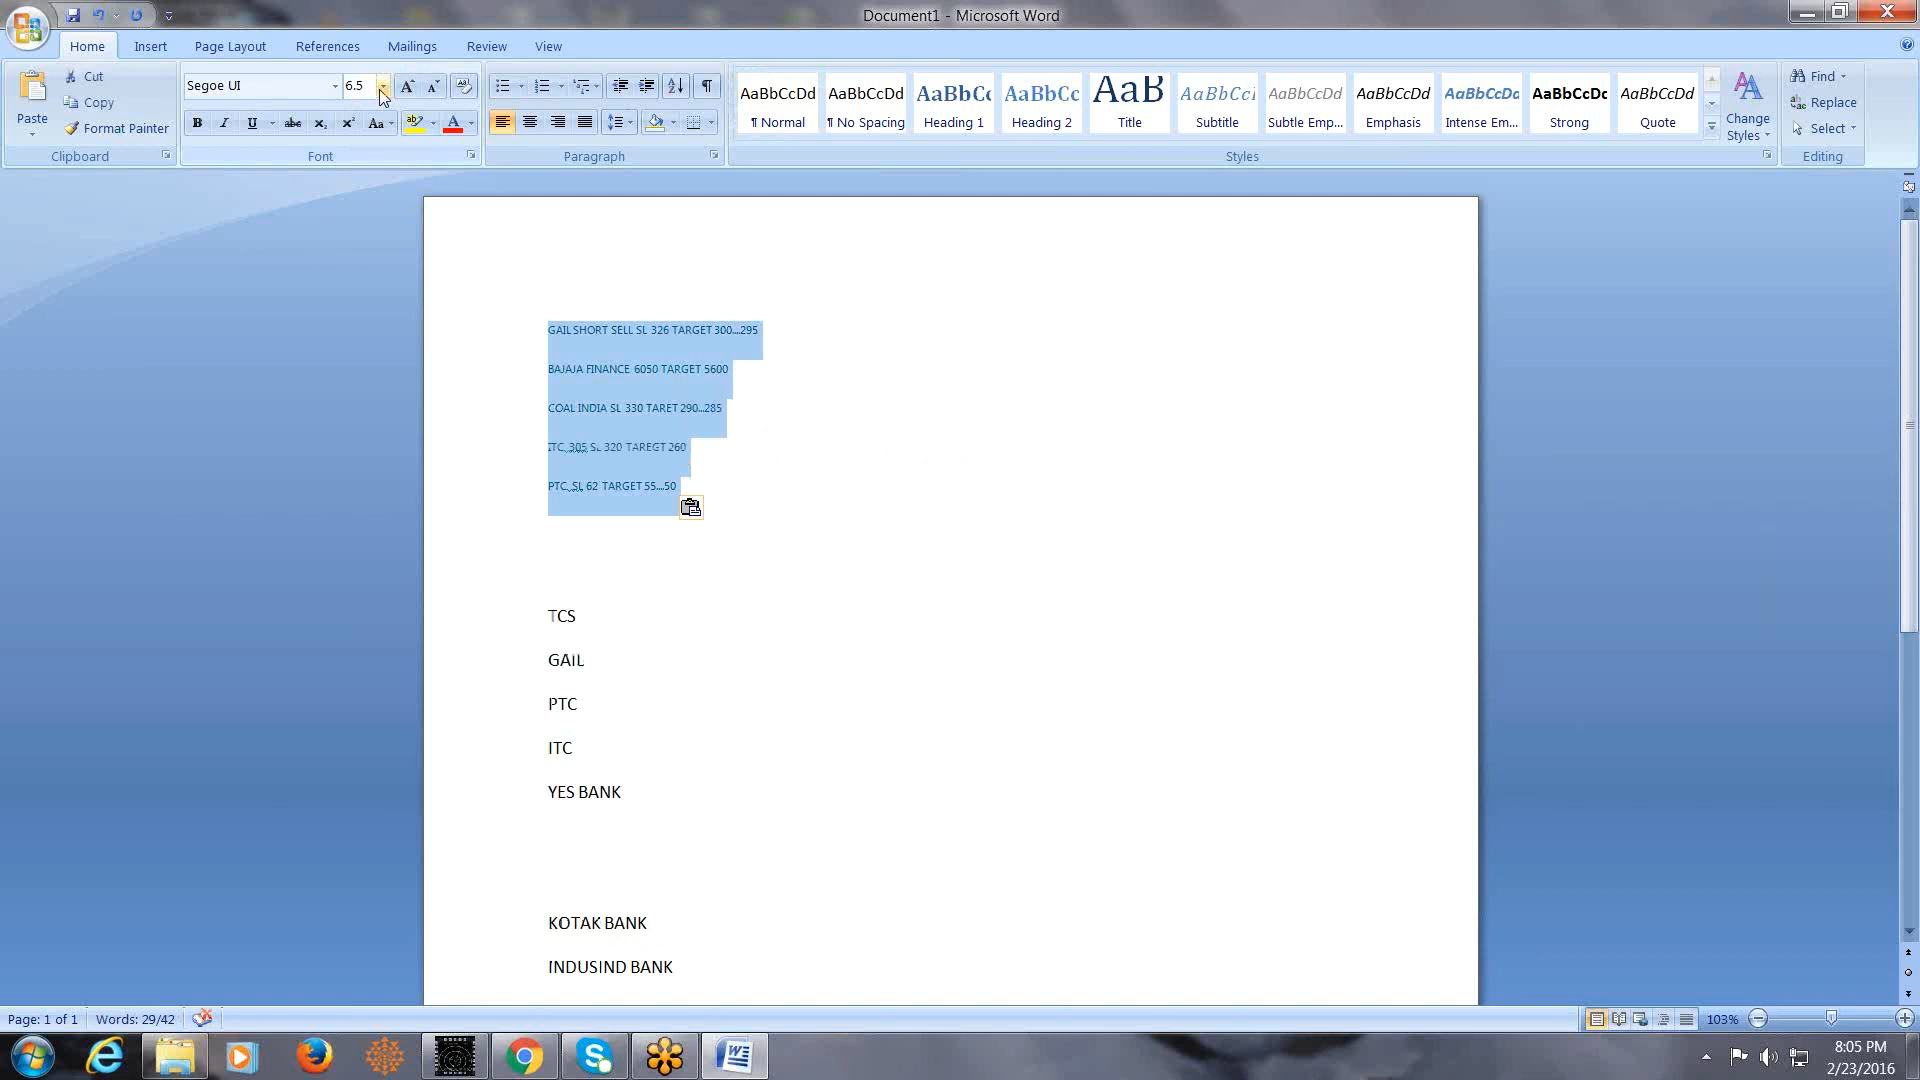 Document1 - Microsoft Word
Home Insert Page Layout References Mailings Review View
Paste
Cut
Copy
Format Painter
Clipboard
Segoe UI 6.5
Font
Paragraph
AaBbCcDd AaBbCcDd AaBbCc AaBbCc AaB AaBbCcI AaBbCcDd AaBbCcDd AaBbCcDc AaBbCcDc AaBbCcDd
¶ Normal ¶ No Spacing Heading 1 Heading 2 Title Subtitle Subtle Emp... Emphasis Intense Em... Strong Quote
Change Styles
Styles
Find
Replace
Select
Editing
GAIL SHORT SELL SL 326 TARGET 300....295
BAJAJA FINANCE 6050 TARGET 5600
COAL INDIA SL 330 TARET 290...285
ITC 305 SL 320 TAREGT 260
PTC SL 62 TARGET 55....50
TCS
GAIL
PTC
ITC
YES BANK
KOTAK BANK
INDUSIND BANK
Page: 1 of 1 Words: 29/42 103%
8:05 PM
2/23/2016